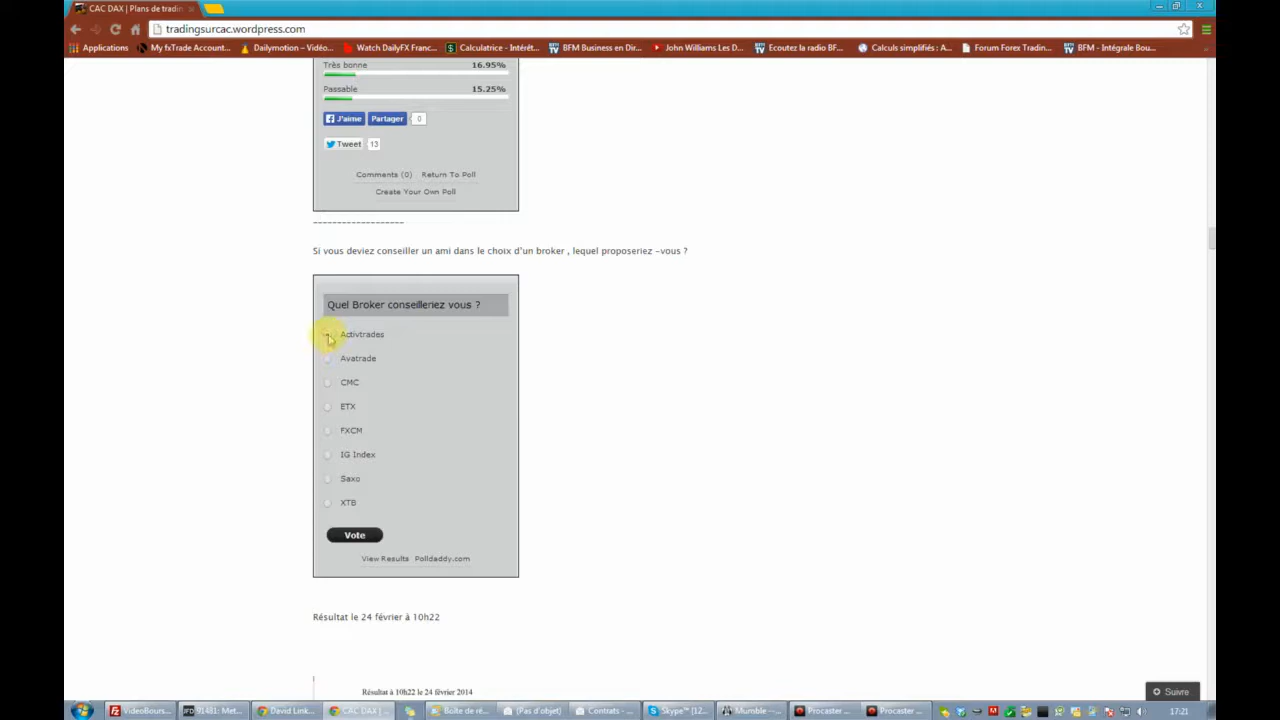 CAC DAX | Plans de tradin
tradingsurcac.wordpress.com
Applications My fxTrade Account... Dailymotion – Vidéo... Watch DailyFX Franc... Calculatrice - Intérêt... BFM Business en Dir... John Williams Les D... Ecoutez la radio BF... Calculs simplifiés : A... Forum Forex Trading... BFM - Intégrale Bou...
Très bonne 16.95%
Passable 15.25%
J'aime Partager 0
Tweet 13
Comments (0) Return To Poll
Create Your Own Poll
-------------------
Si vous deviez conseiller un ami dans le choix d'un broker , lequel proposeriez -vous ?
Quel Broker conseilleriez vous ?
Activtrades
Avatrade
CMC
ETX
FXCM
IG Index
Saxo
XTB
Vote
View Results Polldaddy.com
Résultat le 24 février à 10h22
Résultat à 10h22 le 24 février 2014
Suivre
VideoBours... 91481: Met... David Link... CAC DAX |... Boîte de ré... (Pas d'objet) Contrats - ... Skype™ (12... Mumble --... Procaster ... Procaster ... 17:21